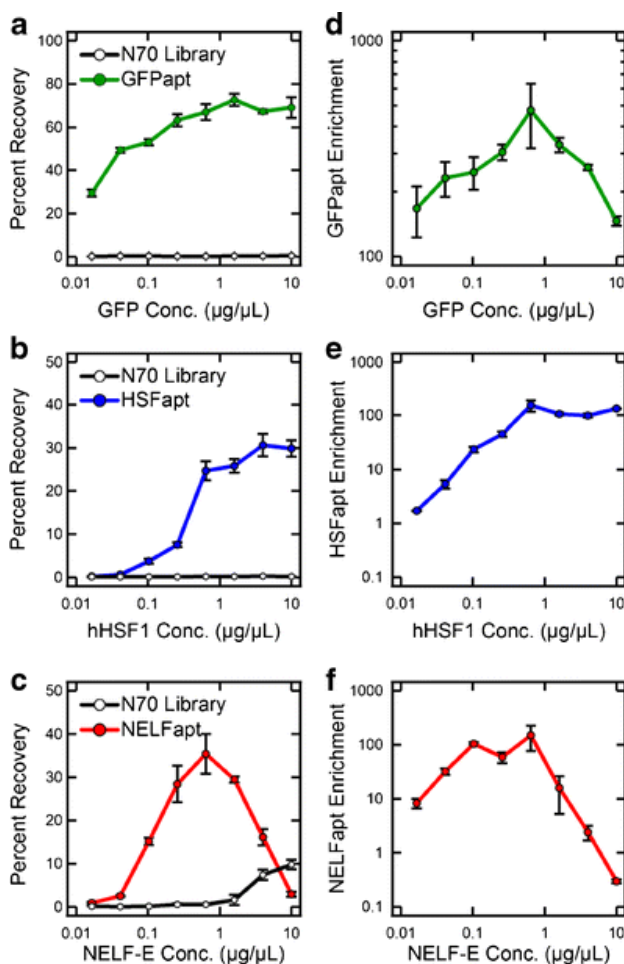 a
Percent Recovery
100
80
60
40
20
0
N70 Library
GFPapt
0.01
0.1
1
10
GFP Conc. (µg/µL)
d
GFPapt Enrichment
1000
100
0.01
0.1
1
10
GFP Conc. (µg/µL)
b
Percent Recovery
50
40
30
20
10
0
N70 Library
HSFapt
0.01
0.1
1
10
hHSF1 Conc. (µg/µL)
e
HSFapt Enrichment
1000
100
10
1
0.1
0.01
0.1
1
10
hHSF1 Conc. (µg/µL)
c
Percent Recovery
50
40
30
20
10
0
N70 Library
NELFapt
0.01
0.1
1
10
NELF-E Conc. (µg/µL)
f
NELFapt Enrichment
1000
100
10
1
0.1
0.01
0.1
1
10
NELF-E Conc. (µg/µL)